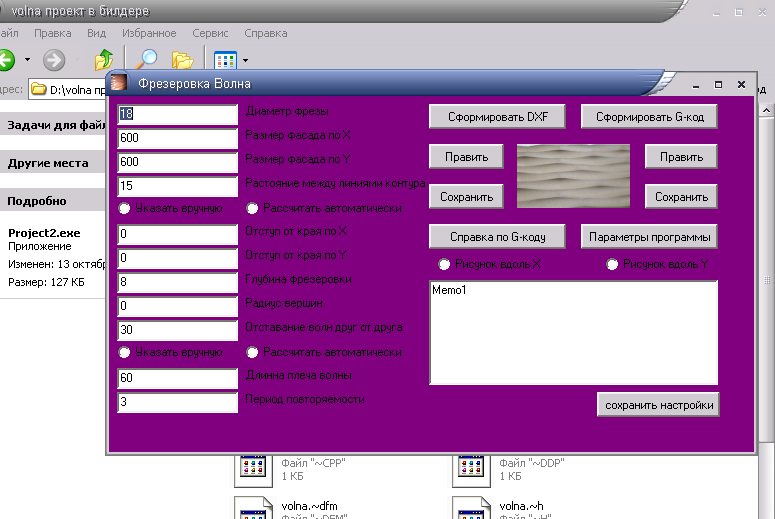 volna проект в билдере
айл Правка Вид Избранное Сервис Справка
рес: D:\volna пр
од
Фрезеровка Волна
Задачи для файл
Другие места
Подробно
Project2.exe
Приложение
Изменен: 13 октябр
Размер: 127 КБ
18 Диаметр фрезы
600 Размер фасада по X
600 Размер фасада по Y
15 Растояние между линиями контура
Указать вручную Рассчитать автоматически
0 Отступ от края по X
0 Отступ от края по Y
8 Глубина фрезеровки
0 Радиус вершин
30 Отставание волн друг от друга
Указать вручную Рассчитать автоматически
60 Длинна плеча волны
3 Период повторяемости
Сформировать DXF Сформировать G-код
Править Править
Сохранить Сохранить
Справка по G-коду Параметры программы
Рисунок вдоль X Рисунок вдоль Y
Memo1
сохранить настройки
Файл "~CPP"
1 КБ
Файл "~DDP"
1 КБ
volna.~dfm
Файл "~DFM"
volna.~h
Файл "~H"